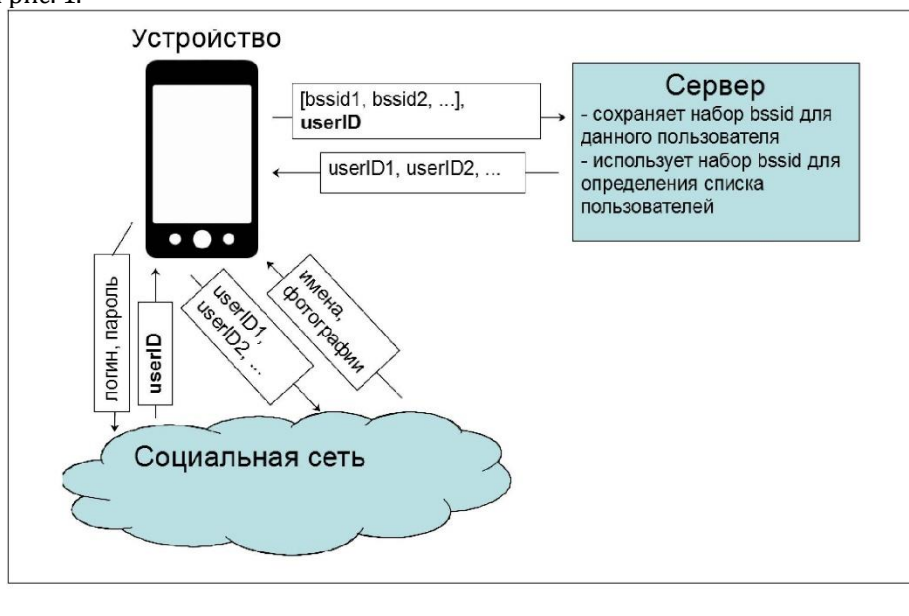 рис. 1.
Устройство
[bssid1, bssid2, ...],
userID
userID1, userID2, ...
Сервер
- сохраняет набор bssid для
данного пользователя
- использует набор bssid для
определения списка
пользователей
логин, пароль
userID
userID1,
userID2, ...
имена,
фотографии
Социальная сеть